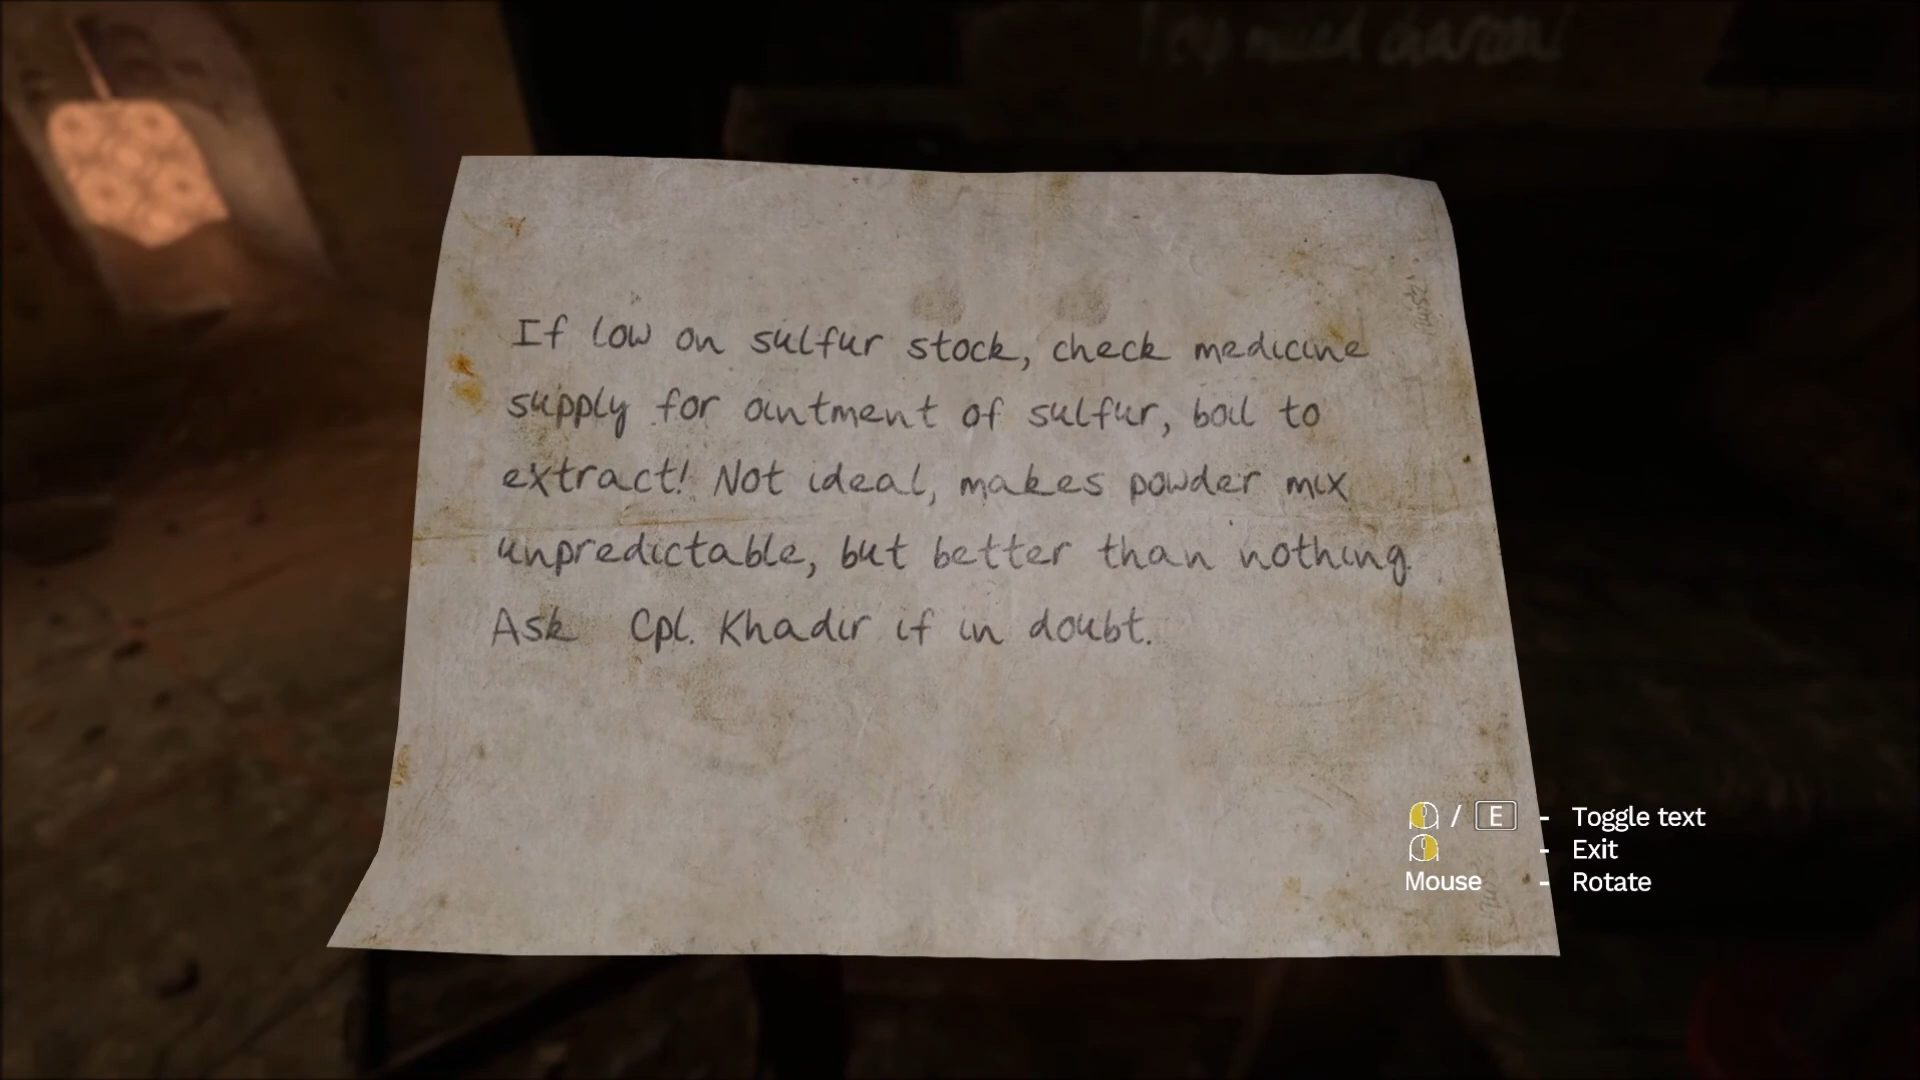 If low on sulfur stock, check medicine
supply for ointment of sulfur, boil to
extract! Not ideal, makes powder mix
unpredictable, but better than nothing.
Ask Cpl. Khadir if in doubt.
/ E - Toggle text
- Exit
Mouse - Rotate